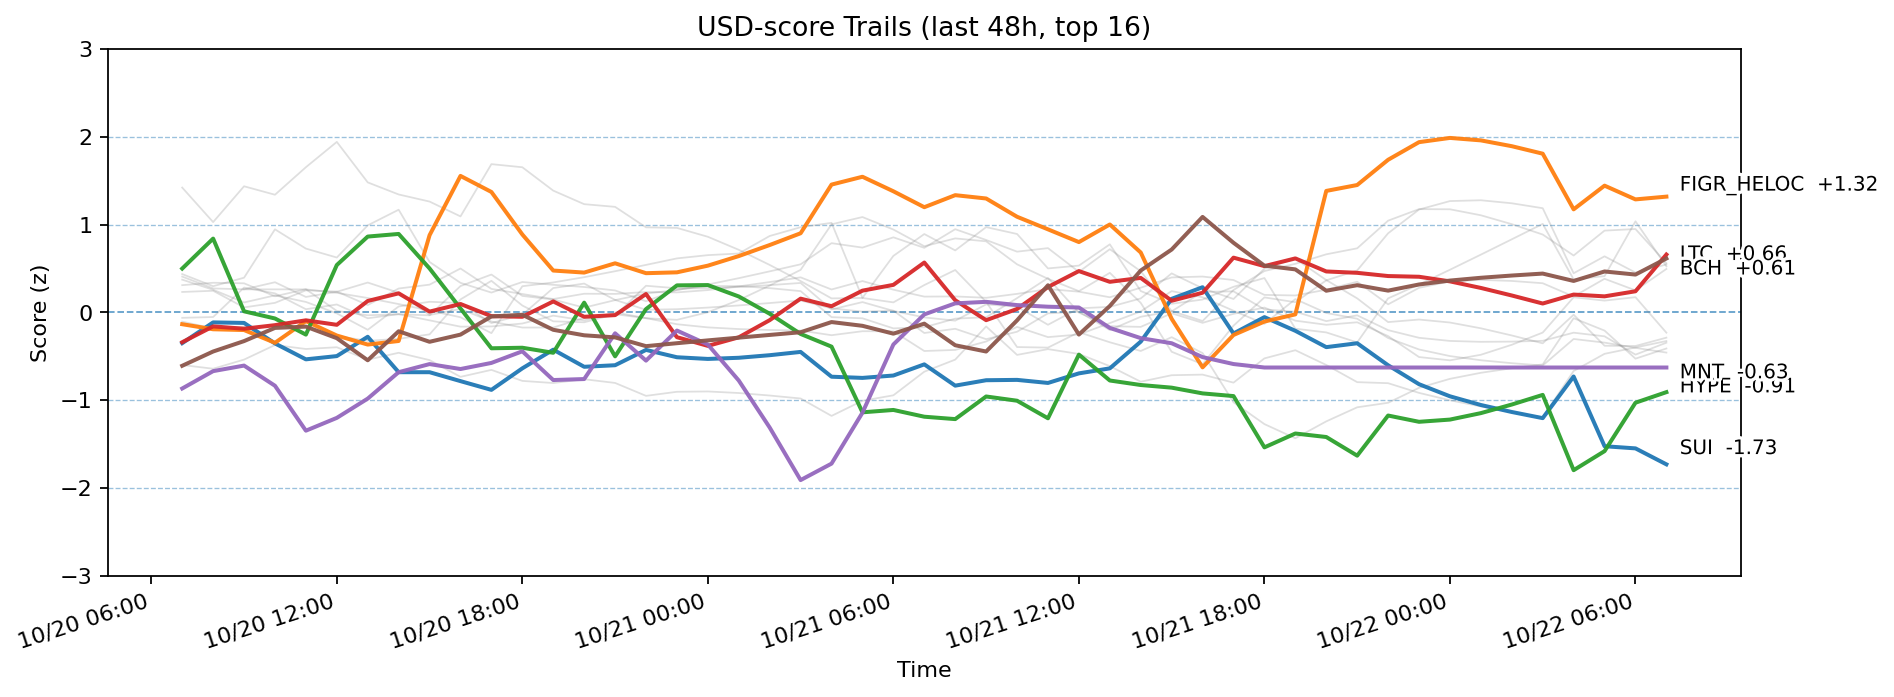 USD-score Trails (last 48h, top 16)
Score (z)
3
2
1
0
−1
−2
−3
FIGR_HELOC +1.32
LTC +0.66
BCH +0.61
MNT -0.63
HYPE -0.91
SUI -1.73
10/20 06:00
10/20 12:00
10/20 18:00
10/21 00:00
10/21 06:00
10/21 12:00
10/21 18:00
10/22 00:00
10/22 06:00
Time